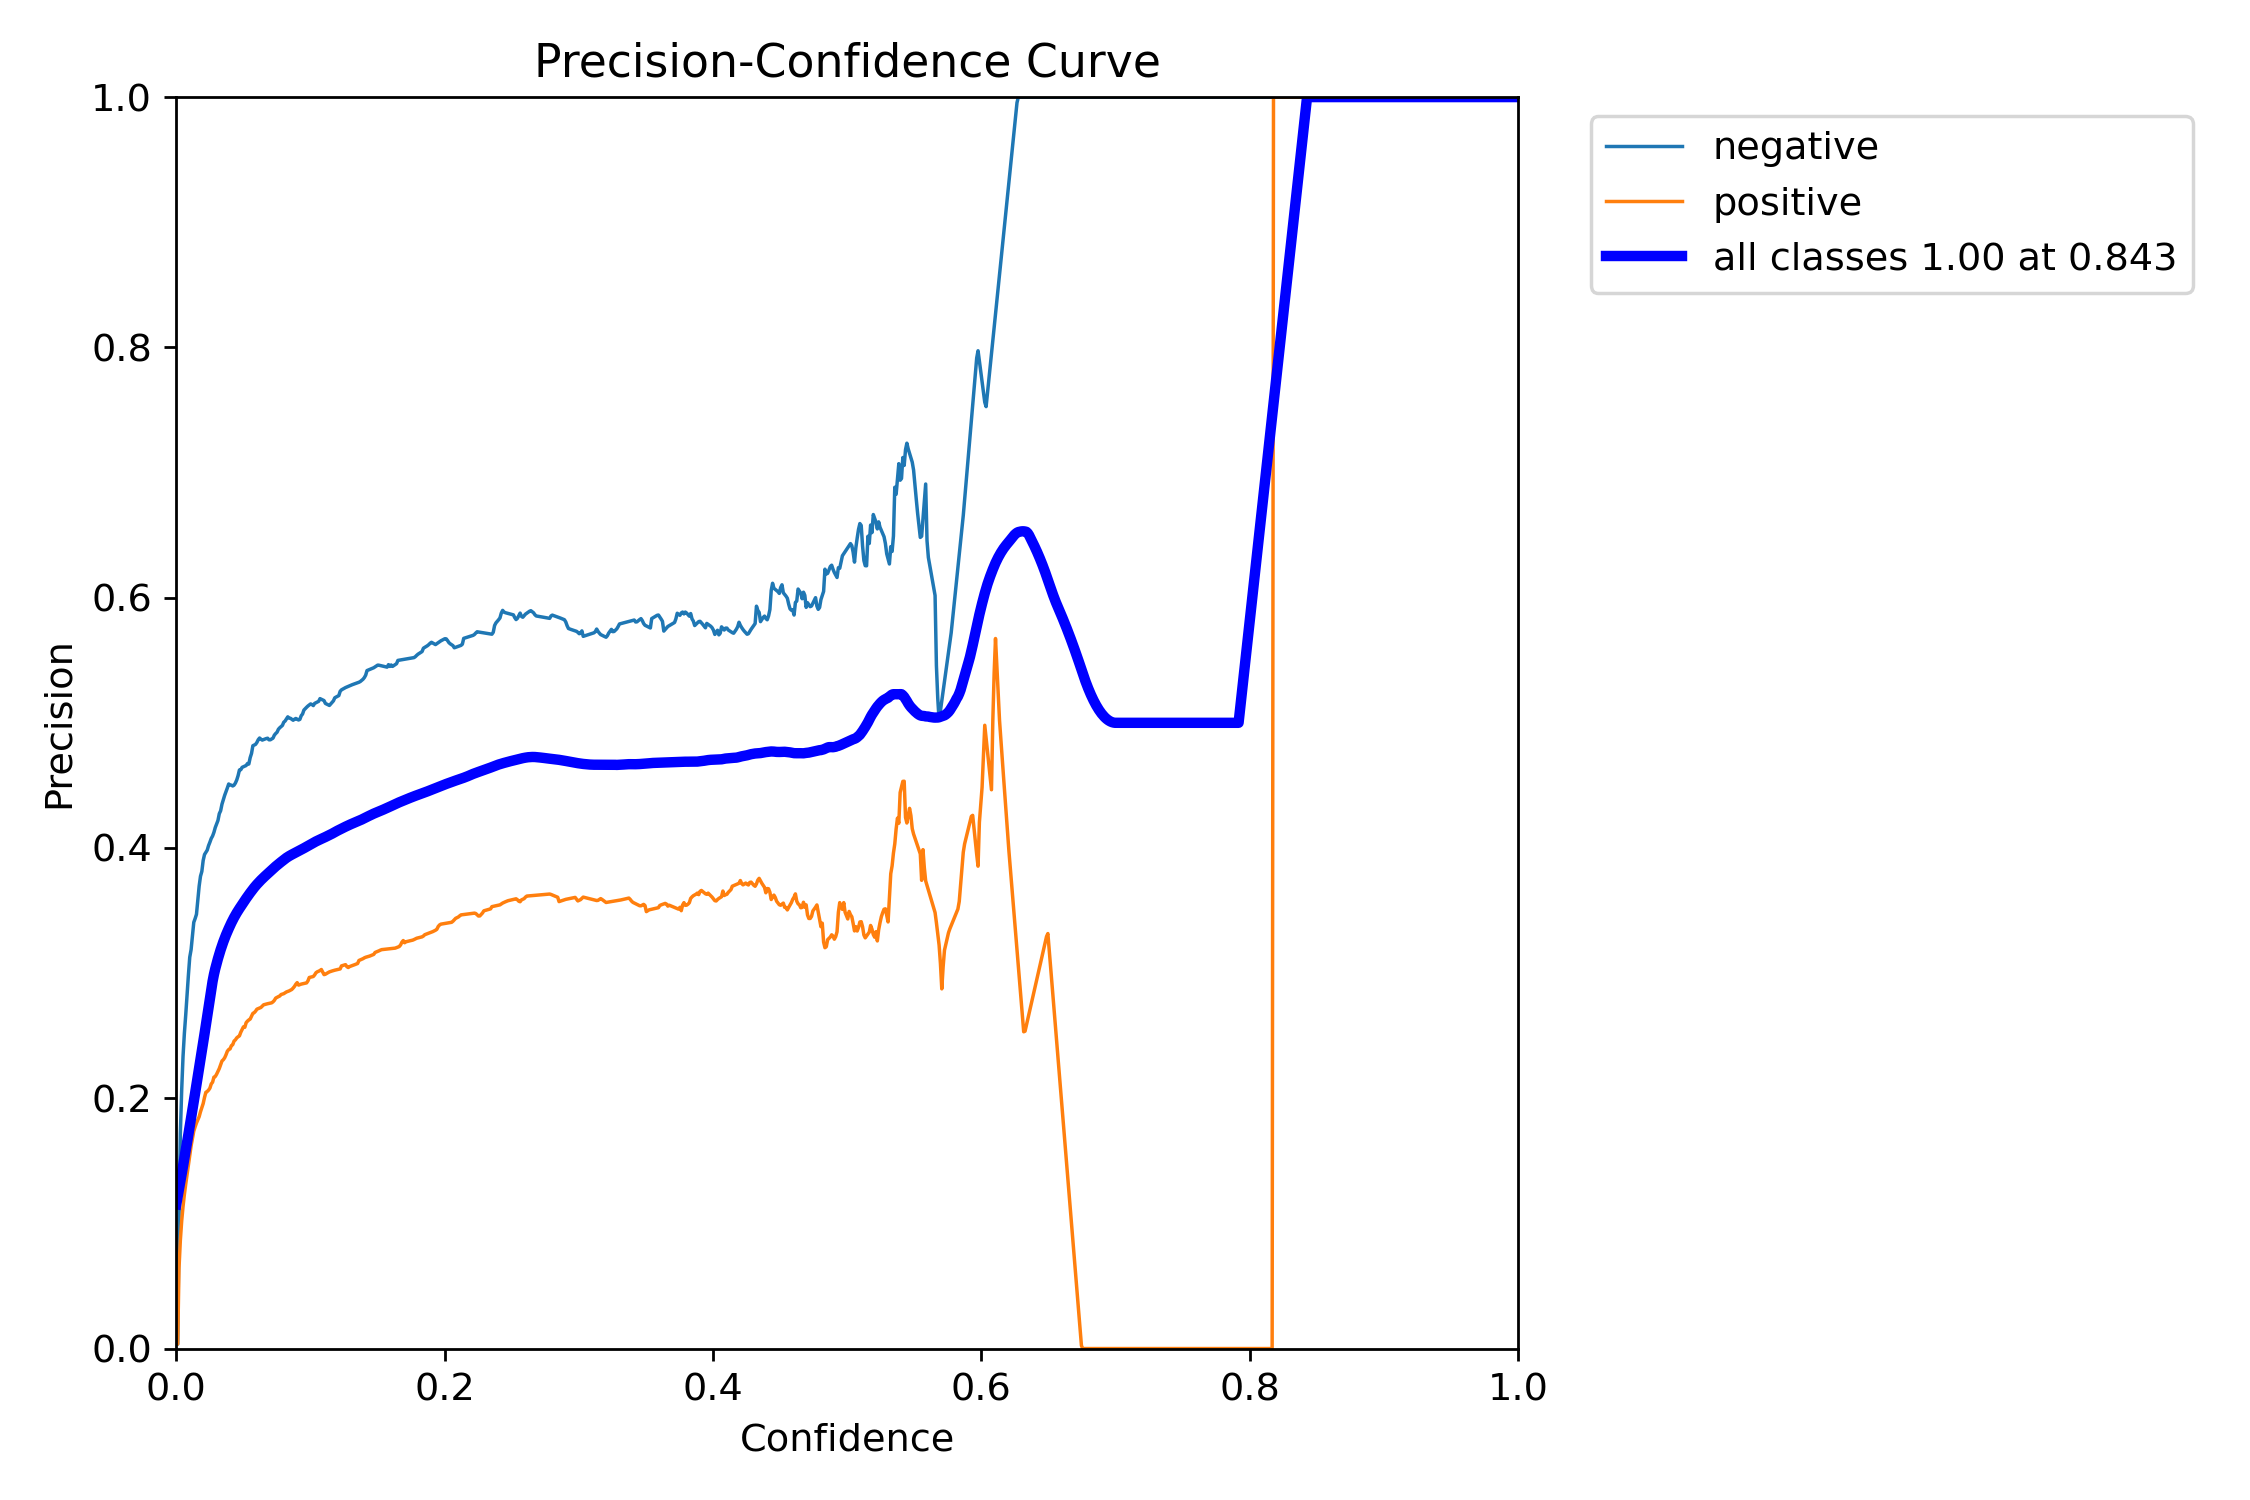 Precision-Confidence Curve
1.0
0.8
0.6
0.4
0.2
0.0
Precision
0.0 0.2 0.4 0.6 0.8 1.0
Confidence
negative
positive
all classes 1.00 at 0.843